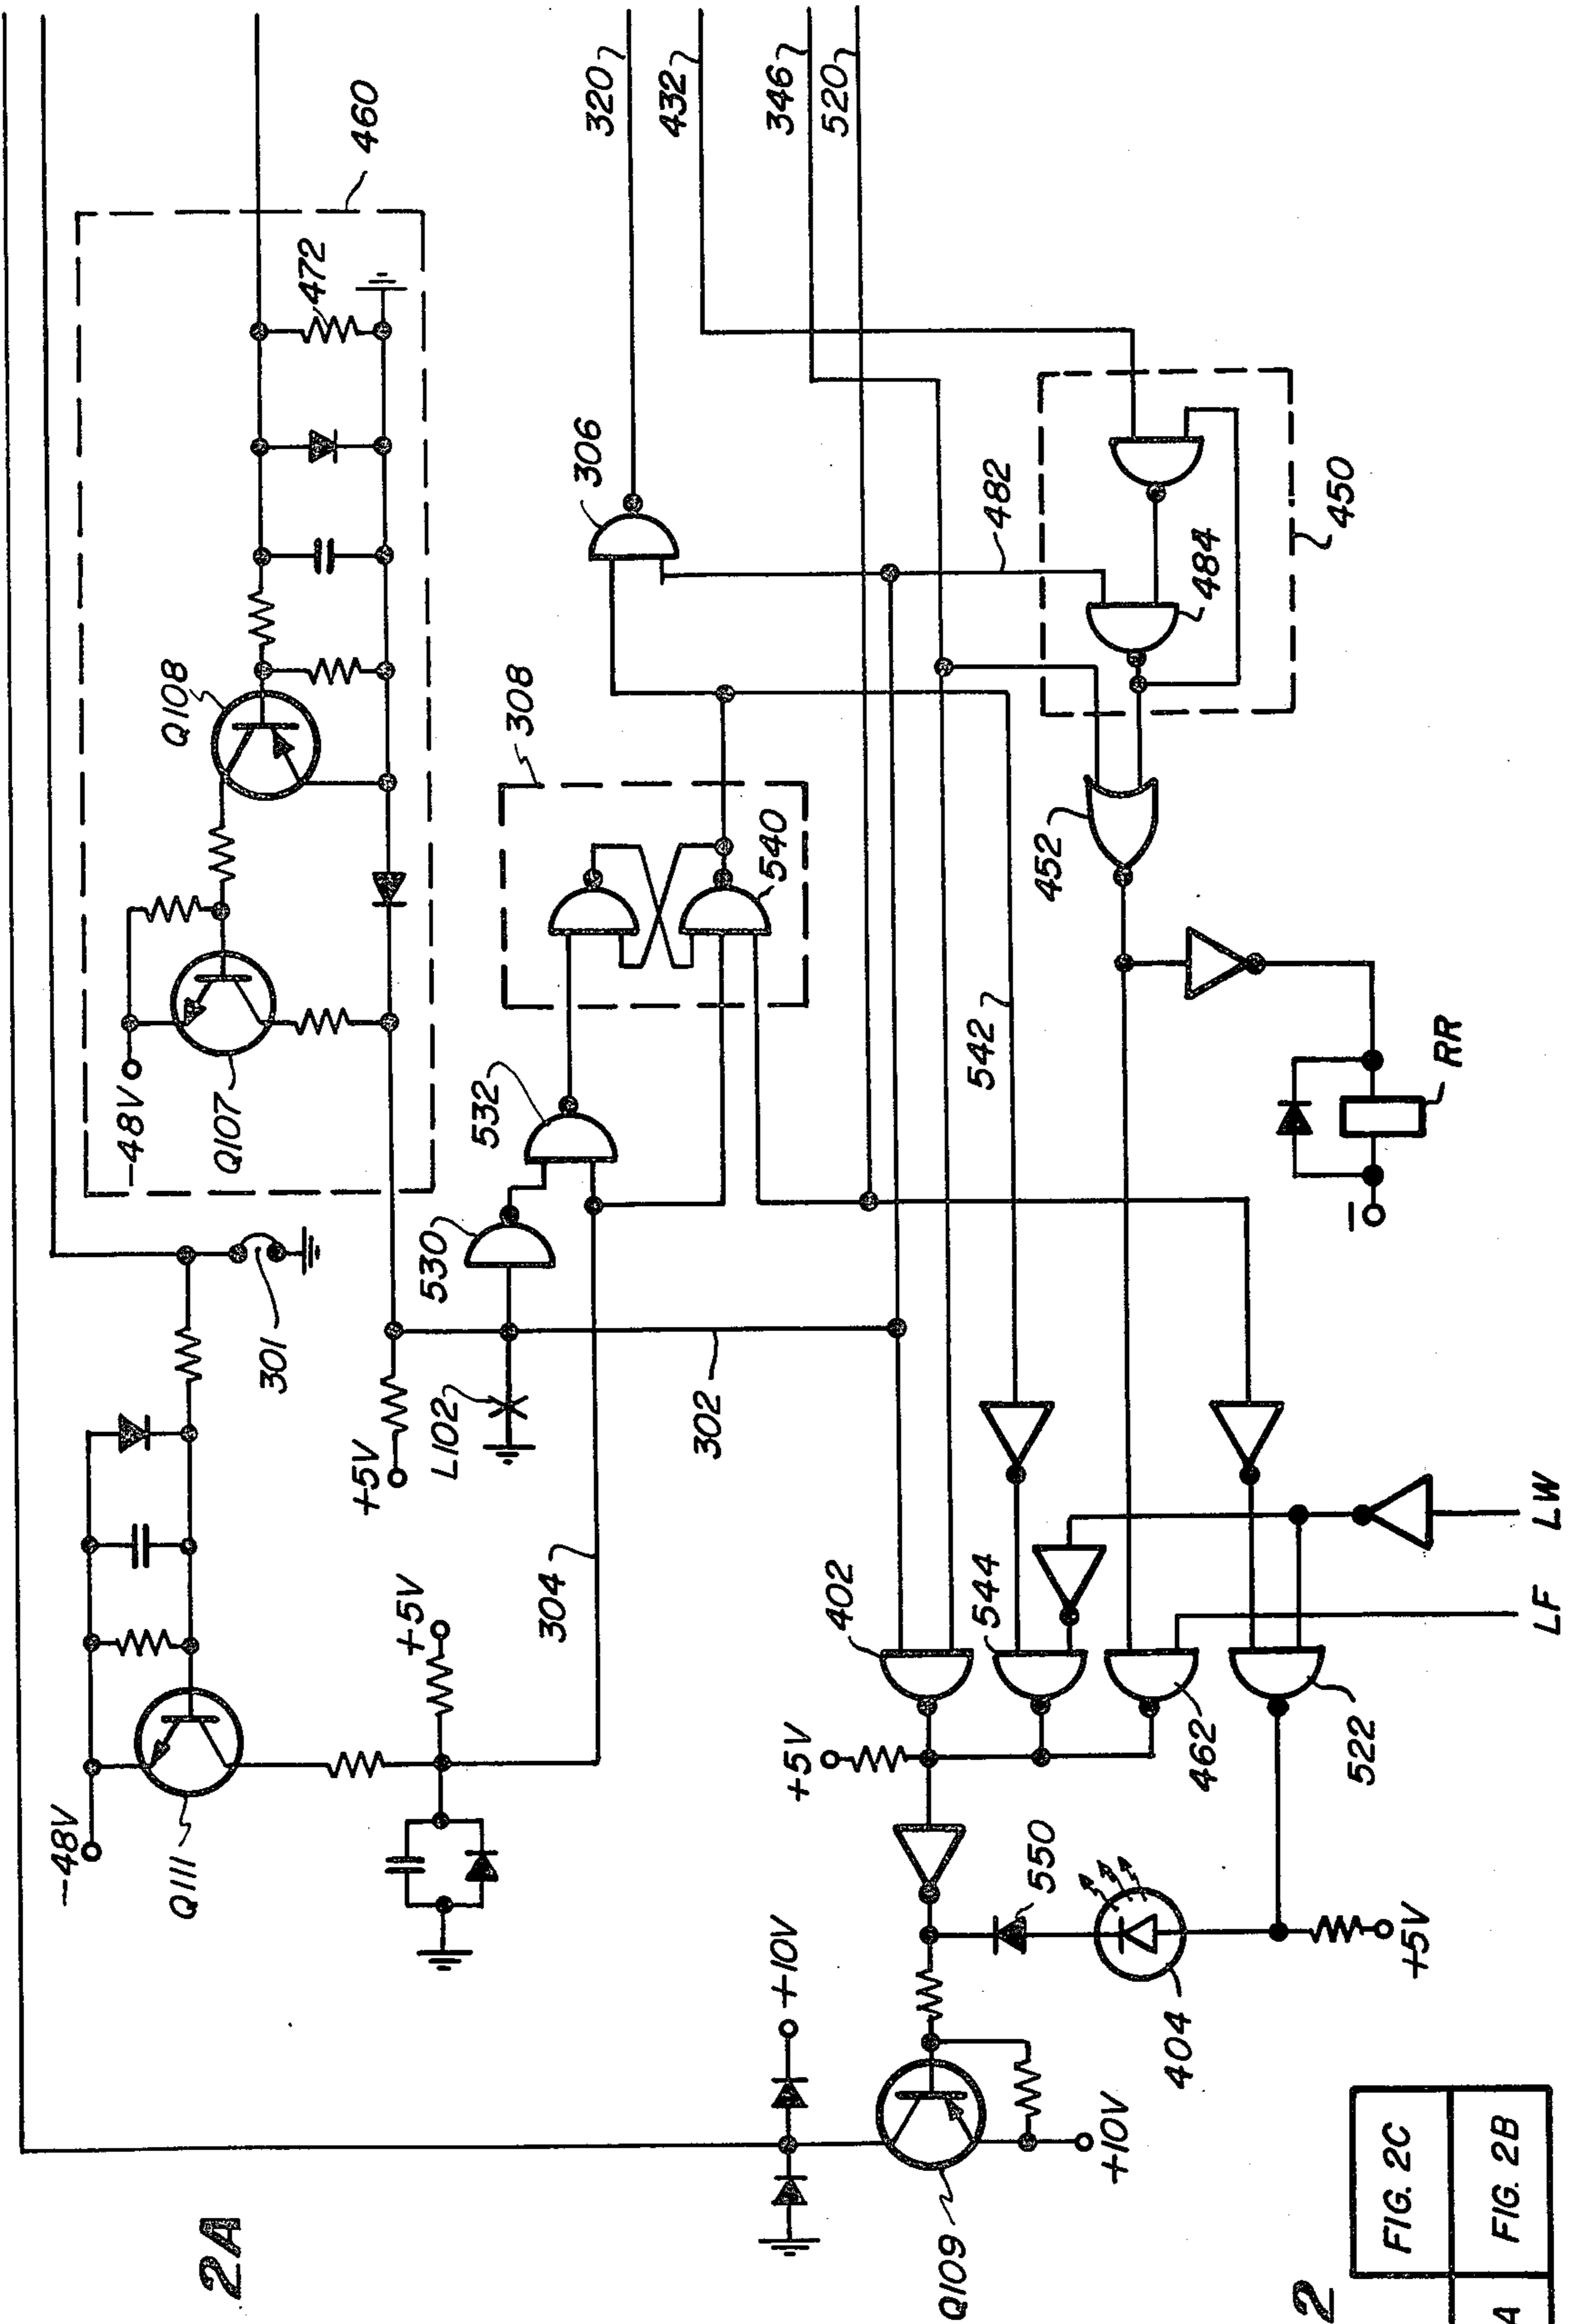 460
472
Q108
-48V
Q107
320
432
346
520
306
482
484
450
308
540
452
542
532
530
RR
301
+5V
L102
302
304
-48V
Q111
+5V
402
544
LW
LF
462
522
+5V
550
404
+5V
+10V
Q109
+10V
2A
2
FIG. 2C
FIG. 2B
A